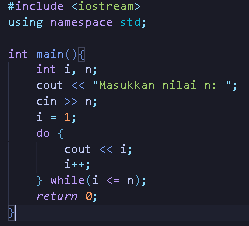 #include <iostream>
using namespace std;

int main(){
    int i, n;
    cout << "Masukkan nilai n: ";
    cin >> n;
    i = 1;
    do {
        cout << i;
        i++;
    } while(i <= n);
    return 0;
}